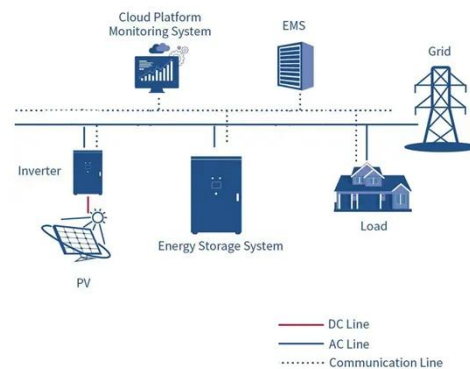 Cloud Platform
Monitoring System
EMS
Grid
Inverter
Energy Storage System
Load
PV
DC Line
AC Line
Communication Line